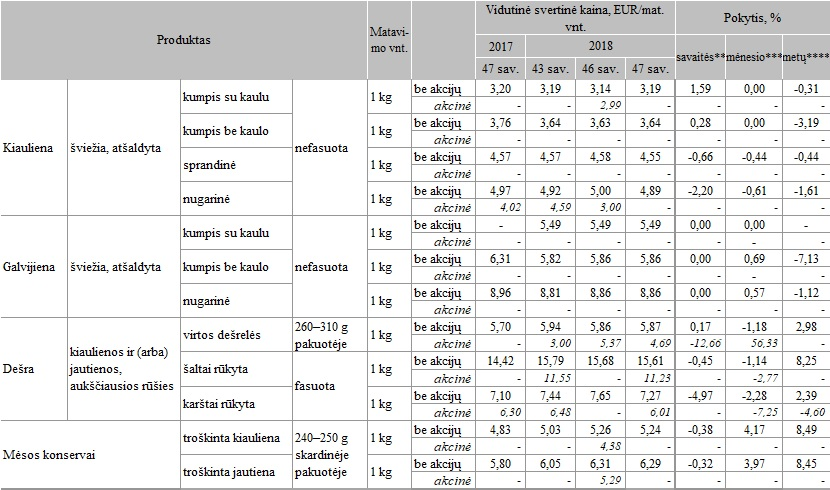 Produktas Matavi-mo vnt. Vidutinė svertinė kaina, EUR/mat. vnt. Pokytis, %
2017 2018 savaitės** mėnesio*** metų****
47 sav. 43 sav. 46 sav. 47 sav.
Kiauliena šviežia, atšaldyta kumpis su kaulu nefasuota 1 kg be akcijų 3,20 3,19 3,14 3,19 1,59 0,00 -0,31
akcinė - - 2,99 - - - -
kumpis be kaulo 1 kg be akcijų 3,76 3,64 3,63 3,64 0,28 0,00 -3,19
akcinė - - - - - - -
sprandinė 1 kg be akcijų 4,57 4,57 4,58 4,55 -0,66 -0,44 -0,44
akcinė - - - - - - -
nugarinė 1 kg be akcijų 4,97 4,92 5,00 4,89 -2,20 -0,61 -1,61
akcinė 4,02 4,59 3,00 - - - -
Galvijiena šviežia, atšaldyta kumpis su kaulu nefasuota 1 kg be akcijų - 5,49 5,49 5,49 0,00 0,00 -
akcinė - - - - - - -
kumpis be kaulo 1 kg be akcijų 6,31 5,82 5,86 5,86 0,00 0,69 -7,13
akcinė - - - - - - -
nugarinė 1 kg be akcijų 8,96 8,81 8,86 8,86 0,00 0,57 -1,12
akcinė - - - - - - -
Dešra kiaulienos ir (arba) jautienos, aukščiausios rūšies virtos dešrelės 260–310 g pakuotėje 1 kg be akcijų 5,70 5,94 5,86 5,87 0,17 -1,18 2,98
akcinė - 3,00 5,37 4,69 -12,66 56,33 -
šaltai rūkyta fasuota 1 kg be akcijų 14,42 15,79 15,68 15,61 -0,45 -1,14 8,25
akcinė - 11,55 - 11,23 - -2,77 -
karštai rūkyta 1 kg be akcijų 7,10 7,44 7,65 7,27 -4,97 -2,28 2,39
akcinė 6,30 6,48 - 6,01 - -7,25 -4,60
Mėsos konservai troškinta kiauliena 240–250 g skardinėje pakuotėje 1 kg be akcijų 4,83 5,03 5,26 5,24 -0,38 4,17 8,49
akcinė - - 4,38 - - - -
troškinta jautiena 1 kg be akcijų 5,80 6,05 6,31 6,29 -0,32 3,97 8,45
akcinė - - 5,29 - - - -